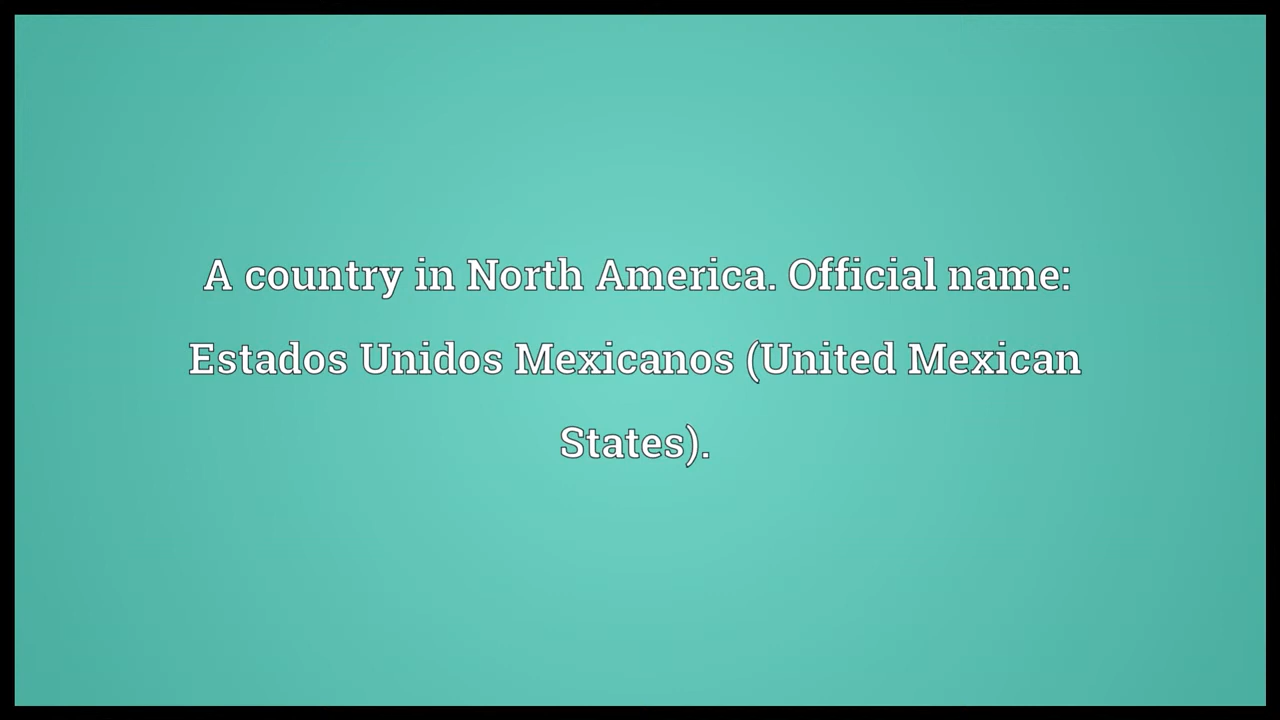 A country in North America. Official name:
Estados Unidos Mexicanos (United Mexican
States).